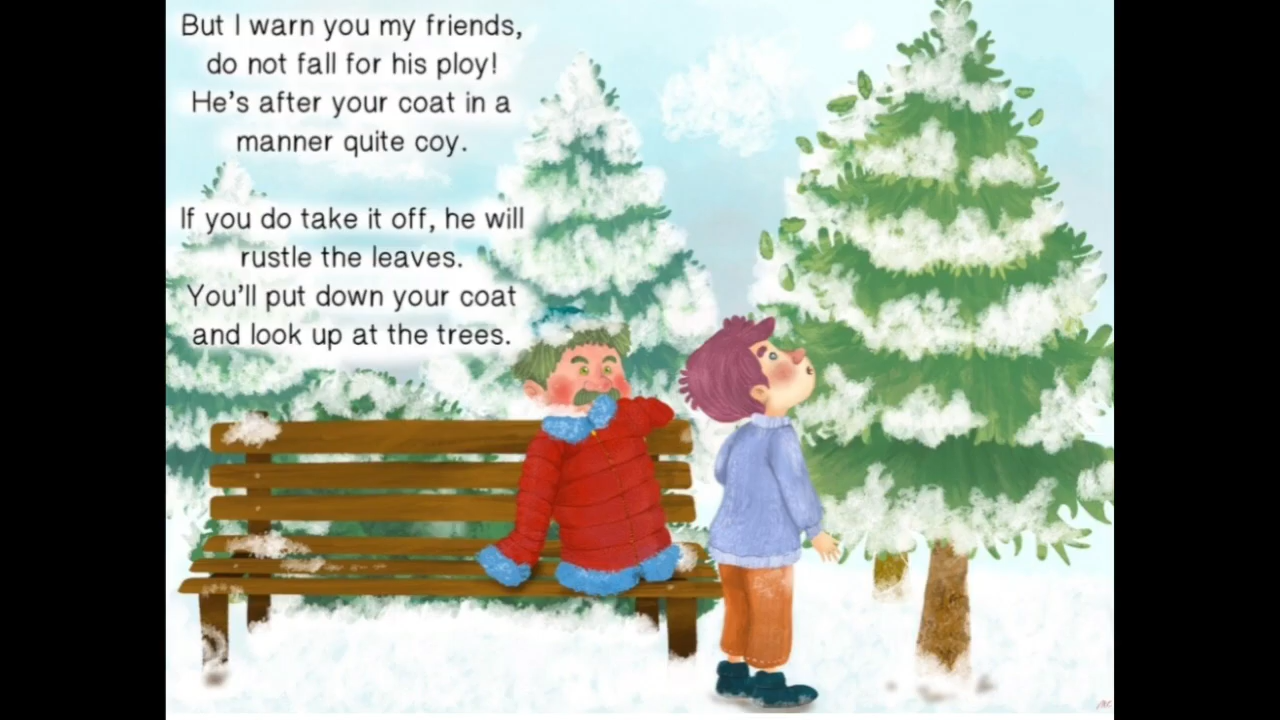 But I warn you my friends,
do not fall for his ploy!
He's after your coat in a
manner quite coy.
If you do take it off, he will
rustle the leaves.
You'll put down your coat
and look up at the trees.